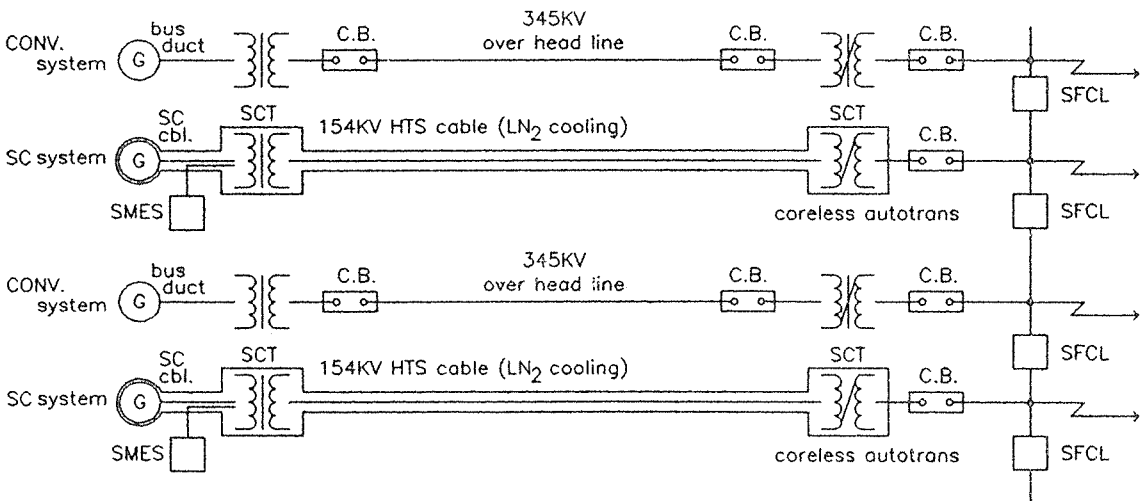 CONV.
system
G
bus
duct
C.B.
345KV
over head line
C.B.
C.B.
SFCL
SC system
G
SC
cbl.
SMES
SCT
154KV HTS cable (LN2 cooling)
SCT
coreless autotrans
C.B.
SFCL
CONV.
system
G
bus
duct
C.B.
345KV
over head line
C.B.
C.B.
SFCL
SC system
G
SC
cbl.
SMES
SCT
154KV HTS cable (LN2 cooling)
SCT
coreless autotrans
C.B.
SFCL